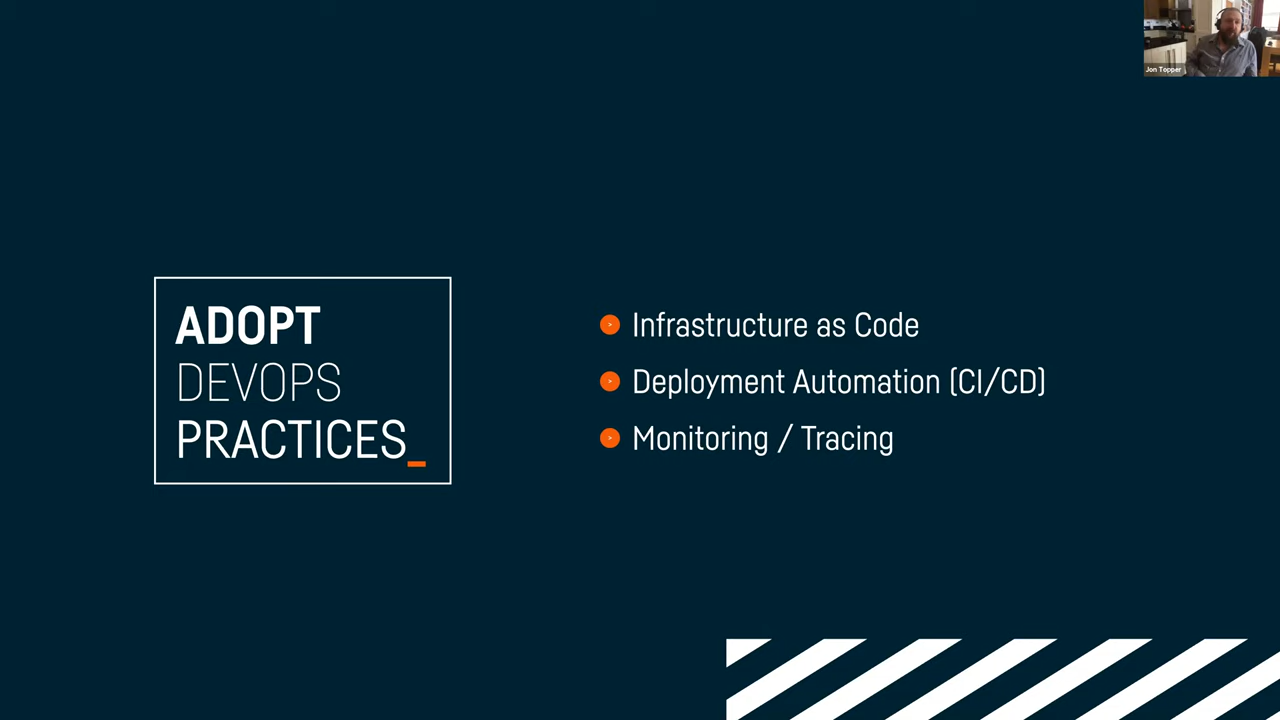 Jon Topper
ADOPT
DEVOPS
PRACTICES_
> Infrastructure as Code
> Deployment Automation (CI/CD)
> Monitoring / Tracing